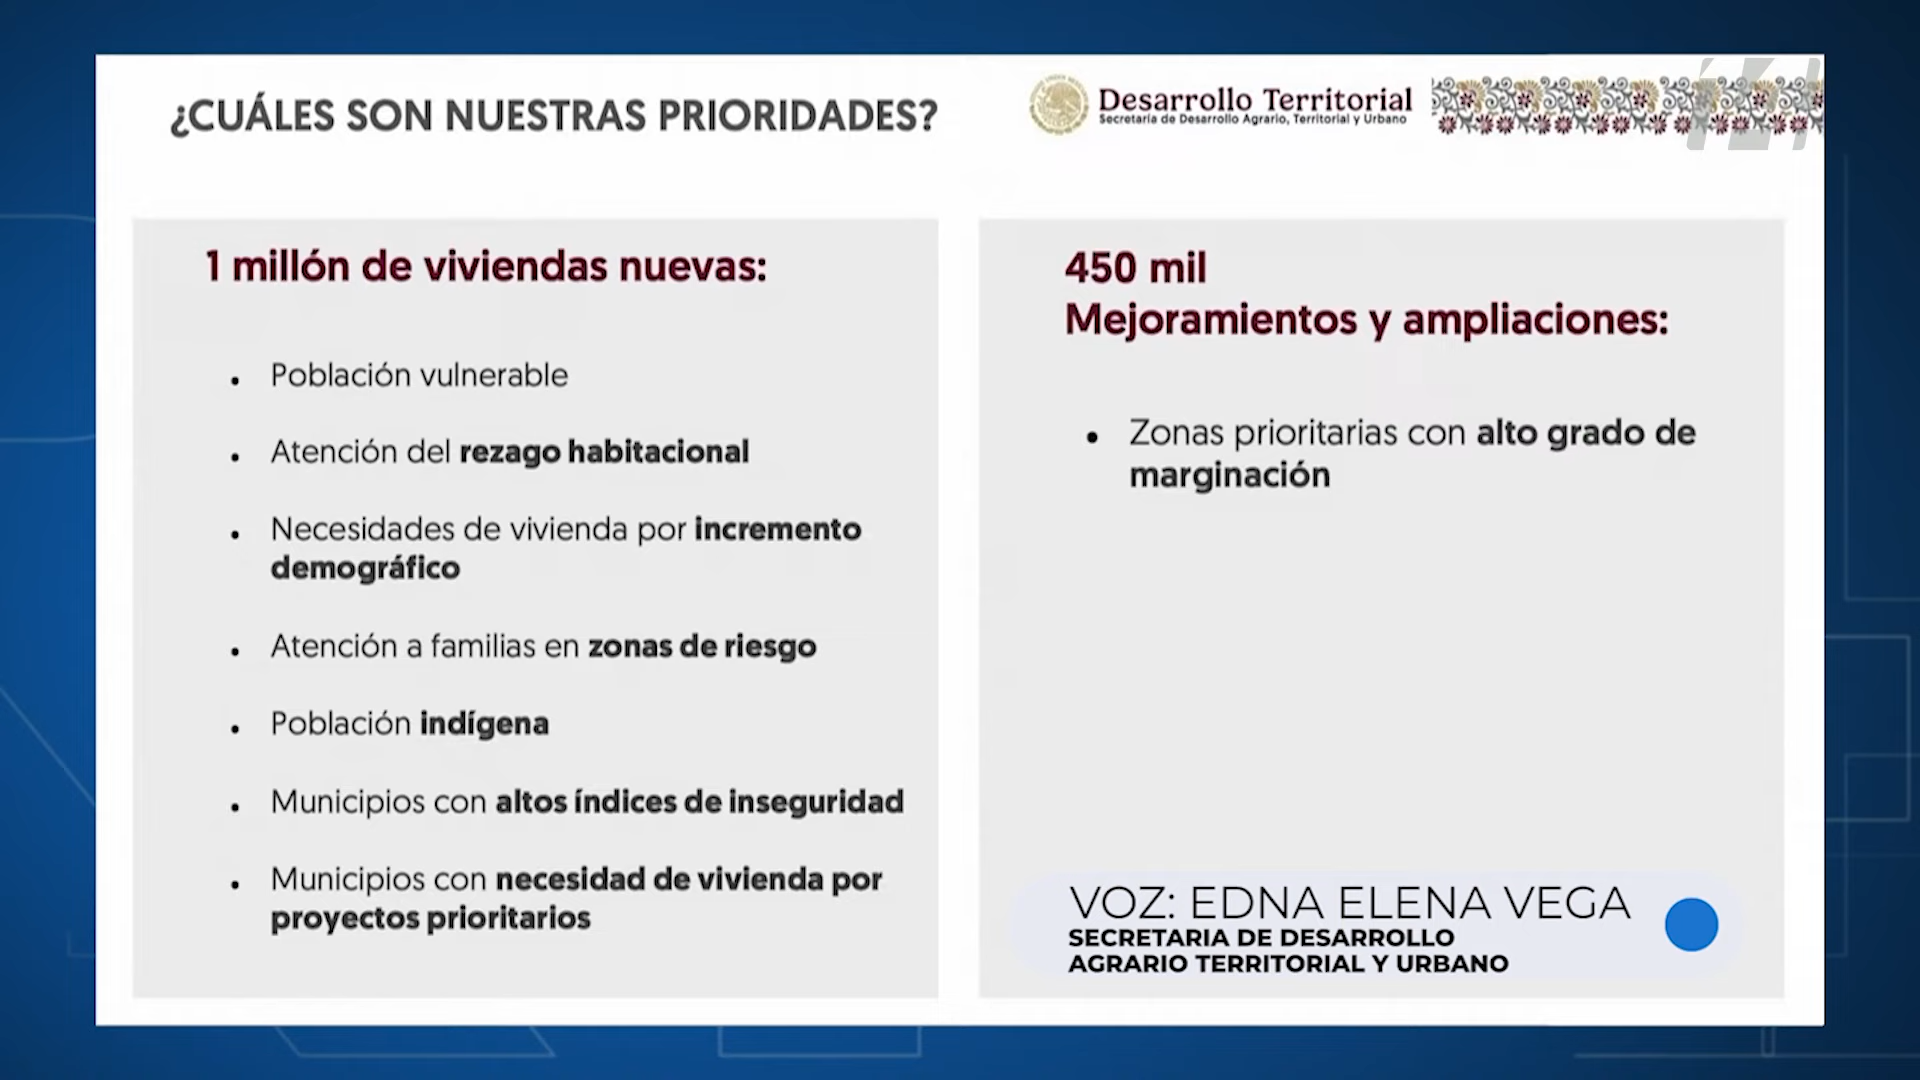 ¿CUÁLES SON NUESTRAS PRIORIDADES?
Desarrollo Territorial
Secretaría de Desarrollo Agrario, Territorial y Urbano
1 millón de viviendas nuevas:
Población vulnerable
Atención del rezago habitacional
Necesidades de vivienda por incremento
demográfico
Atención a familias en zonas de riesgo
Población indígena
Municipios con altos índices de inseguridad
Municipios con necesidad de vivienda por
proyectos prioritarios
450 mil
Mejoramientos y ampliaciones:
Zonas prioritarias con alto grado de
marginación
VOZ: EDNA ELENA VEGA
SECRETARIA DE DESARROLLO
AGRARIO TERRITORIAL Y URBANO